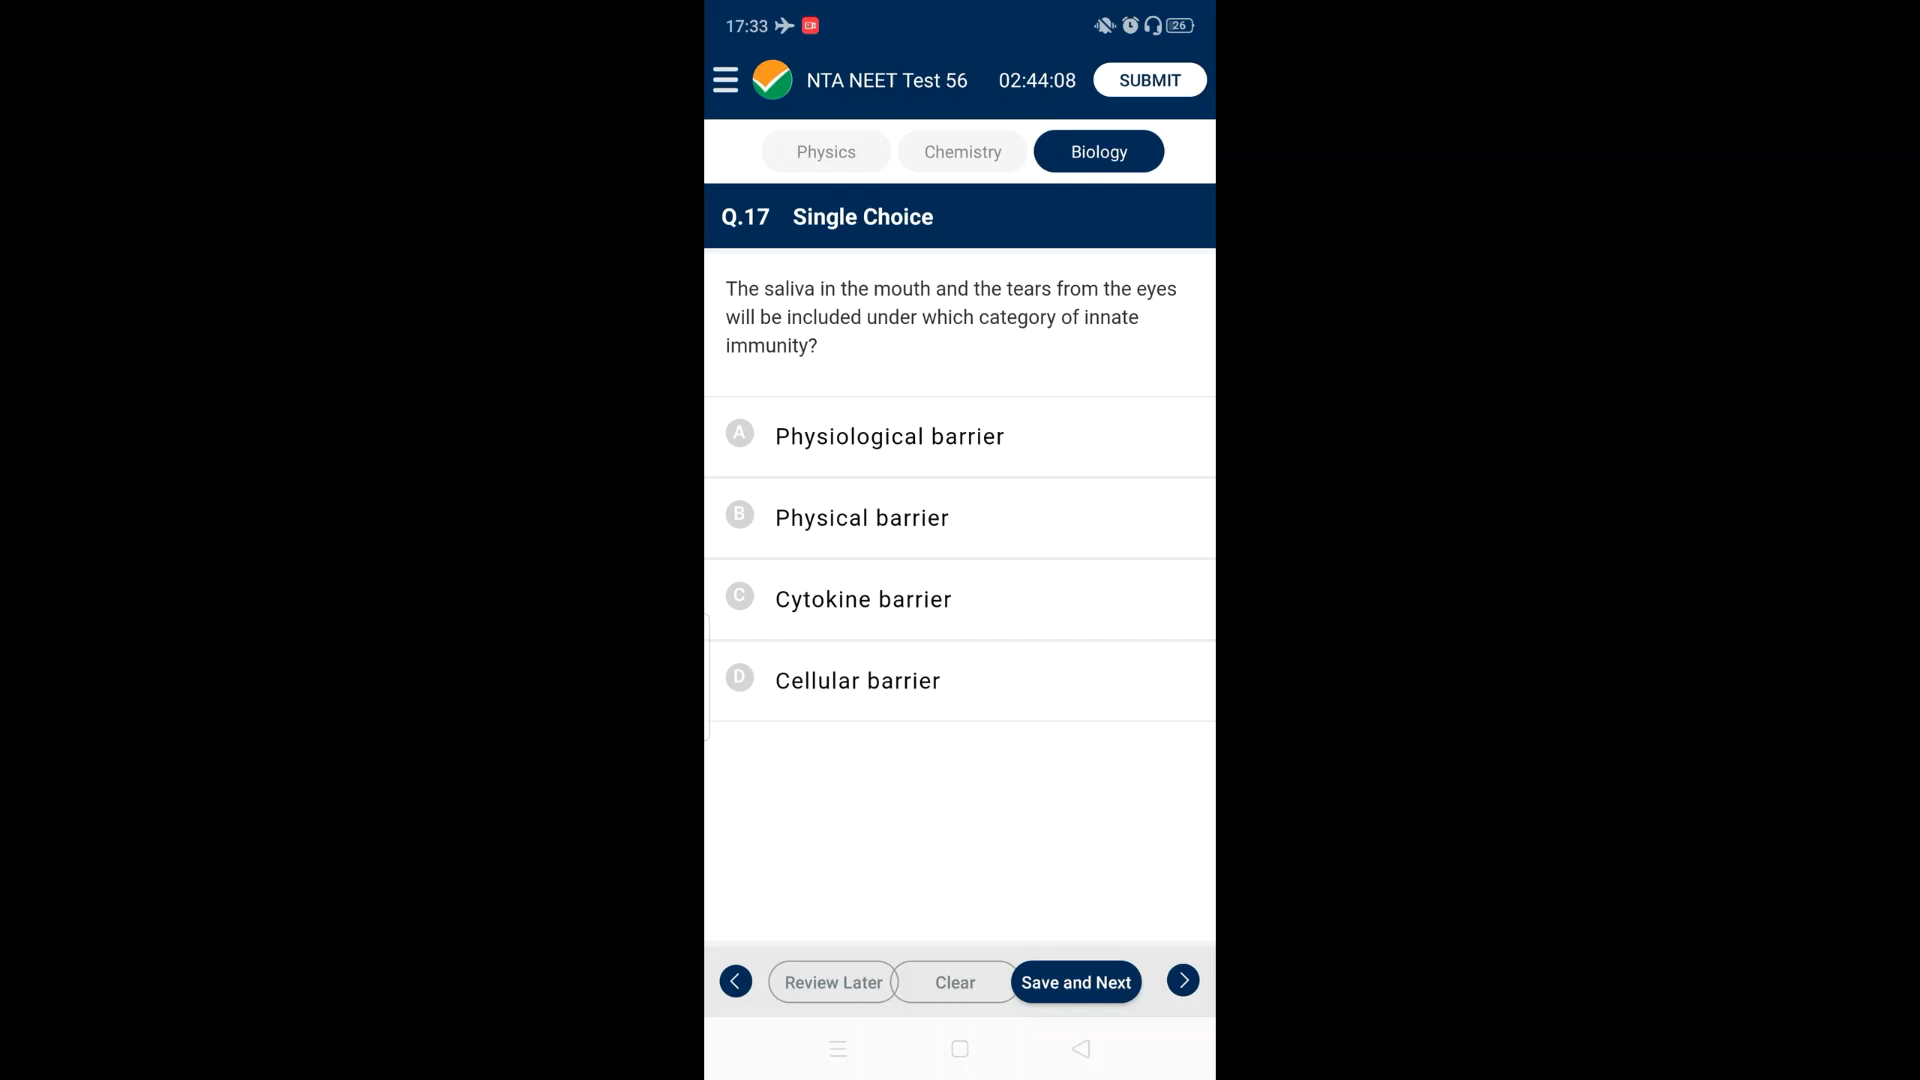 17:33 26
NTA NEET Test 56 02:44:08 SUBMIT
Physics Chemistry Biology
Q.17 Single Choice
The saliva in the mouth and the tears from the eyes
will be included under which category of innate
immunity?
A Physiological barrier
B Physical barrier
C Cytokine barrier
D Cellular barrier
Review Later Clear Save and Next